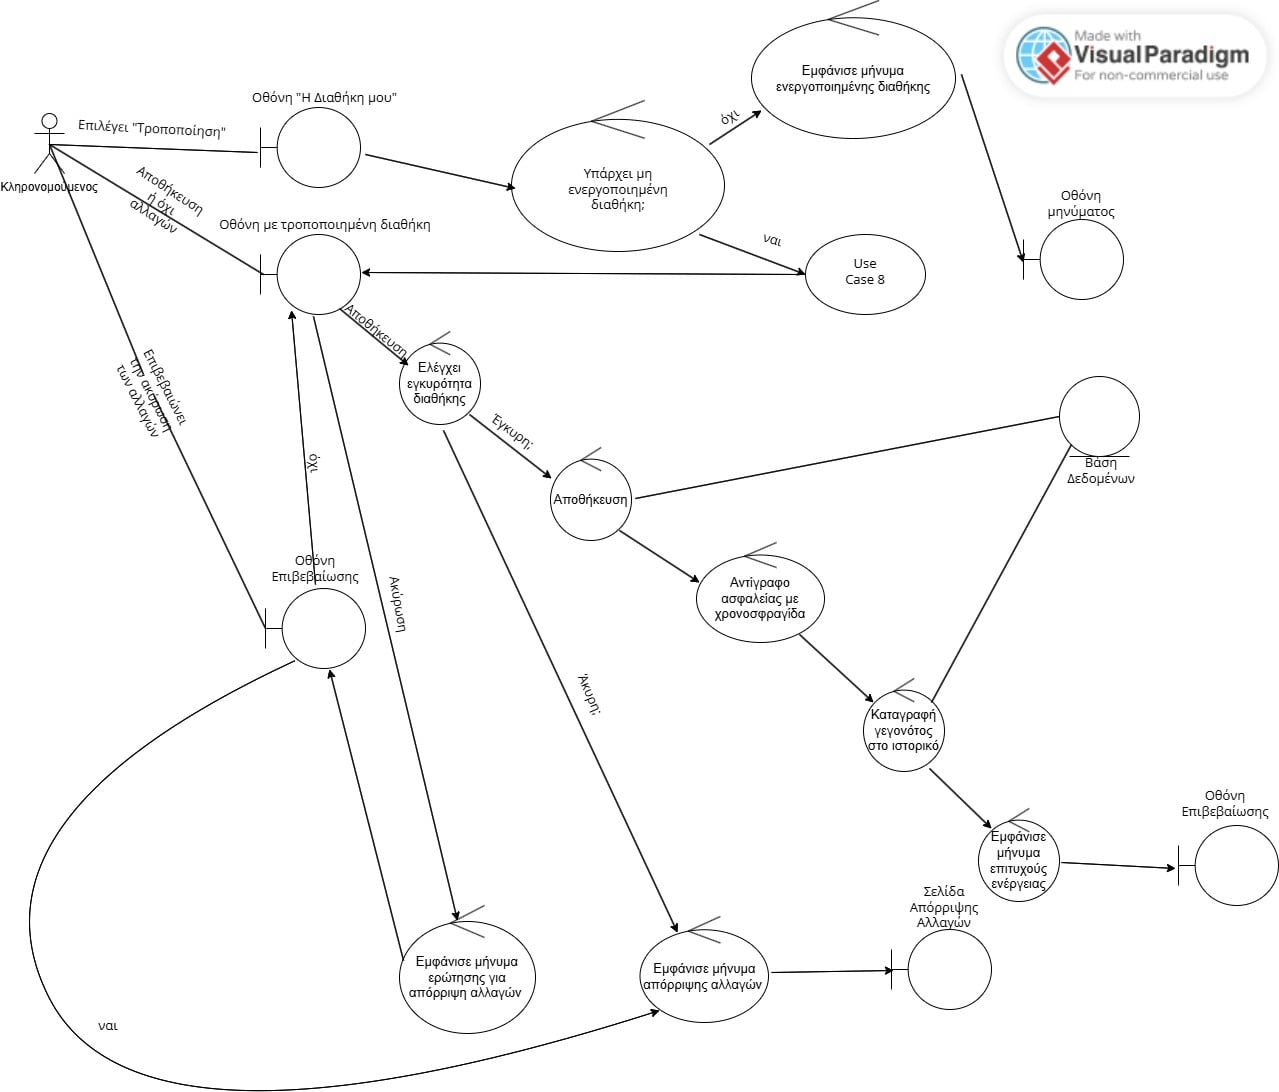 Made with
Visual Paradigm
For non-commercial use
Εμφάνισε μήνυμα
ενεργοποιημένης διαθήκης
Οθόνη "Η Διαθήκη μου"
Επιλέγει "Τροποποίηση"
όχι
Κληρονομούμενος
Υπάρχει μη
ενεργοποιημένη
διαθήκη;
Αποθήκευση
ή όχι
αλλαγών
Οθόνη
μηνύματος
Οθόνη με τροποποιημένη διαθήκη
ναι
Use
Case 8
Αποθήκευση
Ελέγχει
εγκυρότητα
διαθήκης
Επιβεβαιώνει
την ακύρωση
των αλλαγών
Έγκυρη;
όχι
Βάση
Δεδομένων
Αποθήκευση
Οθόνη
Επιβεβαίωσης
Ακύρωση
Αντίγραφο
ασφαλείας με
χρονοσφραγίδα
Άκυρη;
Καταγραφή
γεγονότος
στο ιστορικό
Οθόνη
Επιβεβαίωσης
Εμφάνισε
μήνυμα
επιτυχούς
ενέργειας
Σελίδα
Απόρριψης
Αλλαγών
Εμφάνισε μήνυμα
ερώτησης για
απόρριψη αλλαγών
Εμφάνισε μήνυμα
απόρριψης αλλαγών
ναι